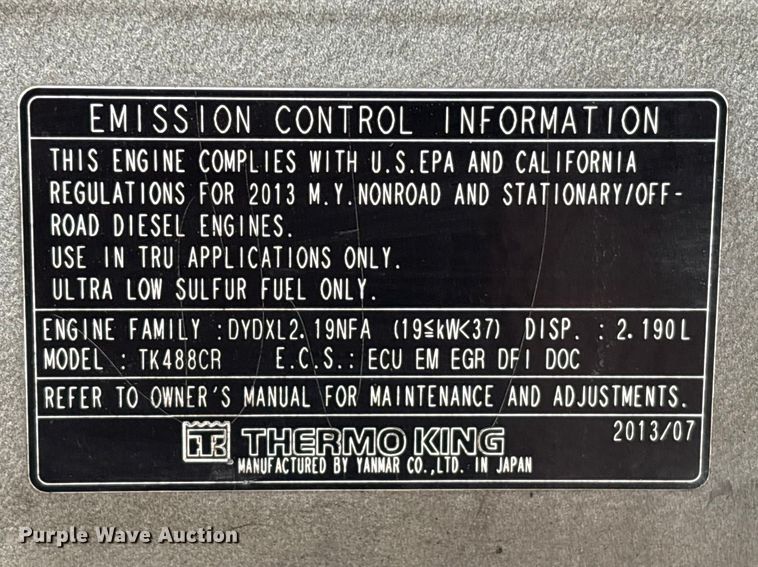 EMISSION CONTROL INFORMATION
THIS ENGINE COMPLIES WITH U.S.EPA AND CALIFORNIA
REGULATIONS FOR 2013 M.Y.NONROAD AND STATIONARY/OFF-
ROAD DIESEL ENGINES.
USE IN TRU APPLICATIONS ONLY.
ULTRA LOW SULFUR FUEL ONLY.
ENGINE FAMILY :DYDXL2.19NFA (19≦kW<37) DISP. : 2.190L
MODEL : TK488CR E.C.S.: ECU EM EGR DFI DOC
REFER TO OWNER'S MANUAL FOR MAINTENANCE AND ADJUSTMENTS.
TK THERMO KING 2013/07
MANUFACTURED BY YANMAR CO.,LTD. IN JAPAN
Purple Wave Auction